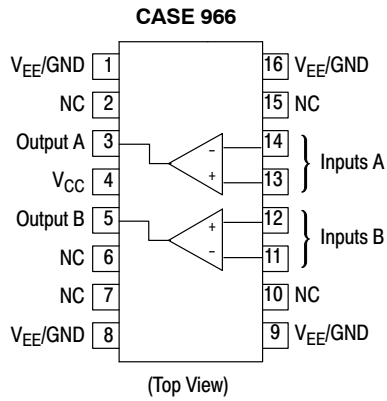 CASE 966
VEE/GND 1 16 VEE/GND
NC 2 15 NC
Output A 3 14
-
+
Inputs A
VCC 4 13
Output B 5 12
+
-
Inputs B
NC 6 11
NC 7 10 NC
VEE/GND 8 9 VEE/GND
(Top View)